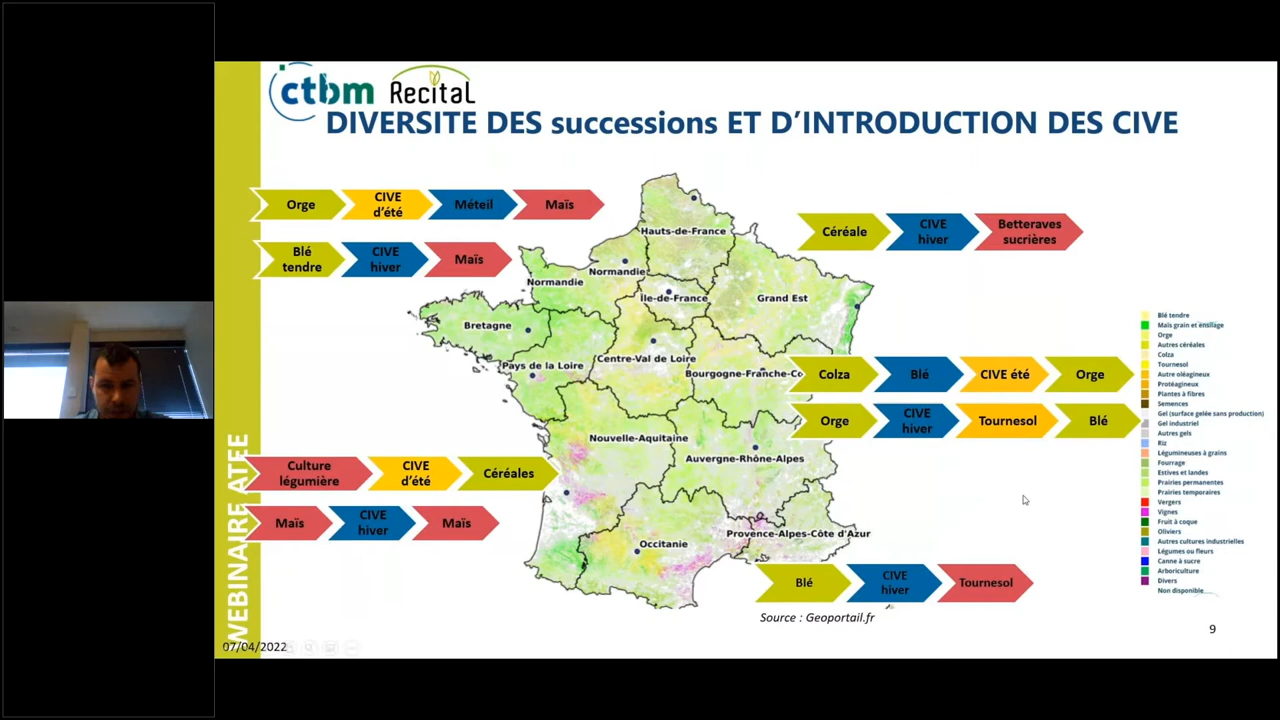 ctbm Recital
DIVERSITE DES successions ET D'INTRODUCTION DES CIVE
Orge
CIVE
d'été
Méteil
Maïs
Blé
tendre
CIVE
hiver
Maïs
Céréale
CIVE
hiver
Betteraves
sucrières
Hauts-de-France
Normandie
Normandie
Île-de-France
Grand Est
Bretagne
Pays de la Loire
Centre-Val de Loire
Bourgogne-Franche-Co
Colza
Blé
CIVE été
Orge
Orge
CIVE
hiver
Tournesol
Blé
Nouvelle-Aquitaine
Auvergne-Rhône-Alpes
Culture
légumière
CIVE
d'été
Céréales
Maïs
CIVE
hiver
Maïs
Provence-Alpes-Côte d'Azur
Occitanie
Blé
CIVE
hiver
Tournesol
Source : Geoportail.fr
Blé tendre
Maïs grain et ensilage
Orge
Autres céréales
Colza
Tournesol
Autre oléagineux
Protéagineux
Plantes à fibres
Semences
Gel (surface gelée sans production)
Gel industriel
Autres gels
Riz
Légumineuses à grains
Fourrage
Estives et landes
Prairies permanentes
Prairies temporaires
Vergers
Vignes
Fruit à coque
Oliviers
Autres cultures industrielles
Légumes ou fleurs
Canne à sucre
Arboriculture
Divers
Non disponible
WEBINAIRE ATEE
07/04/2022
9